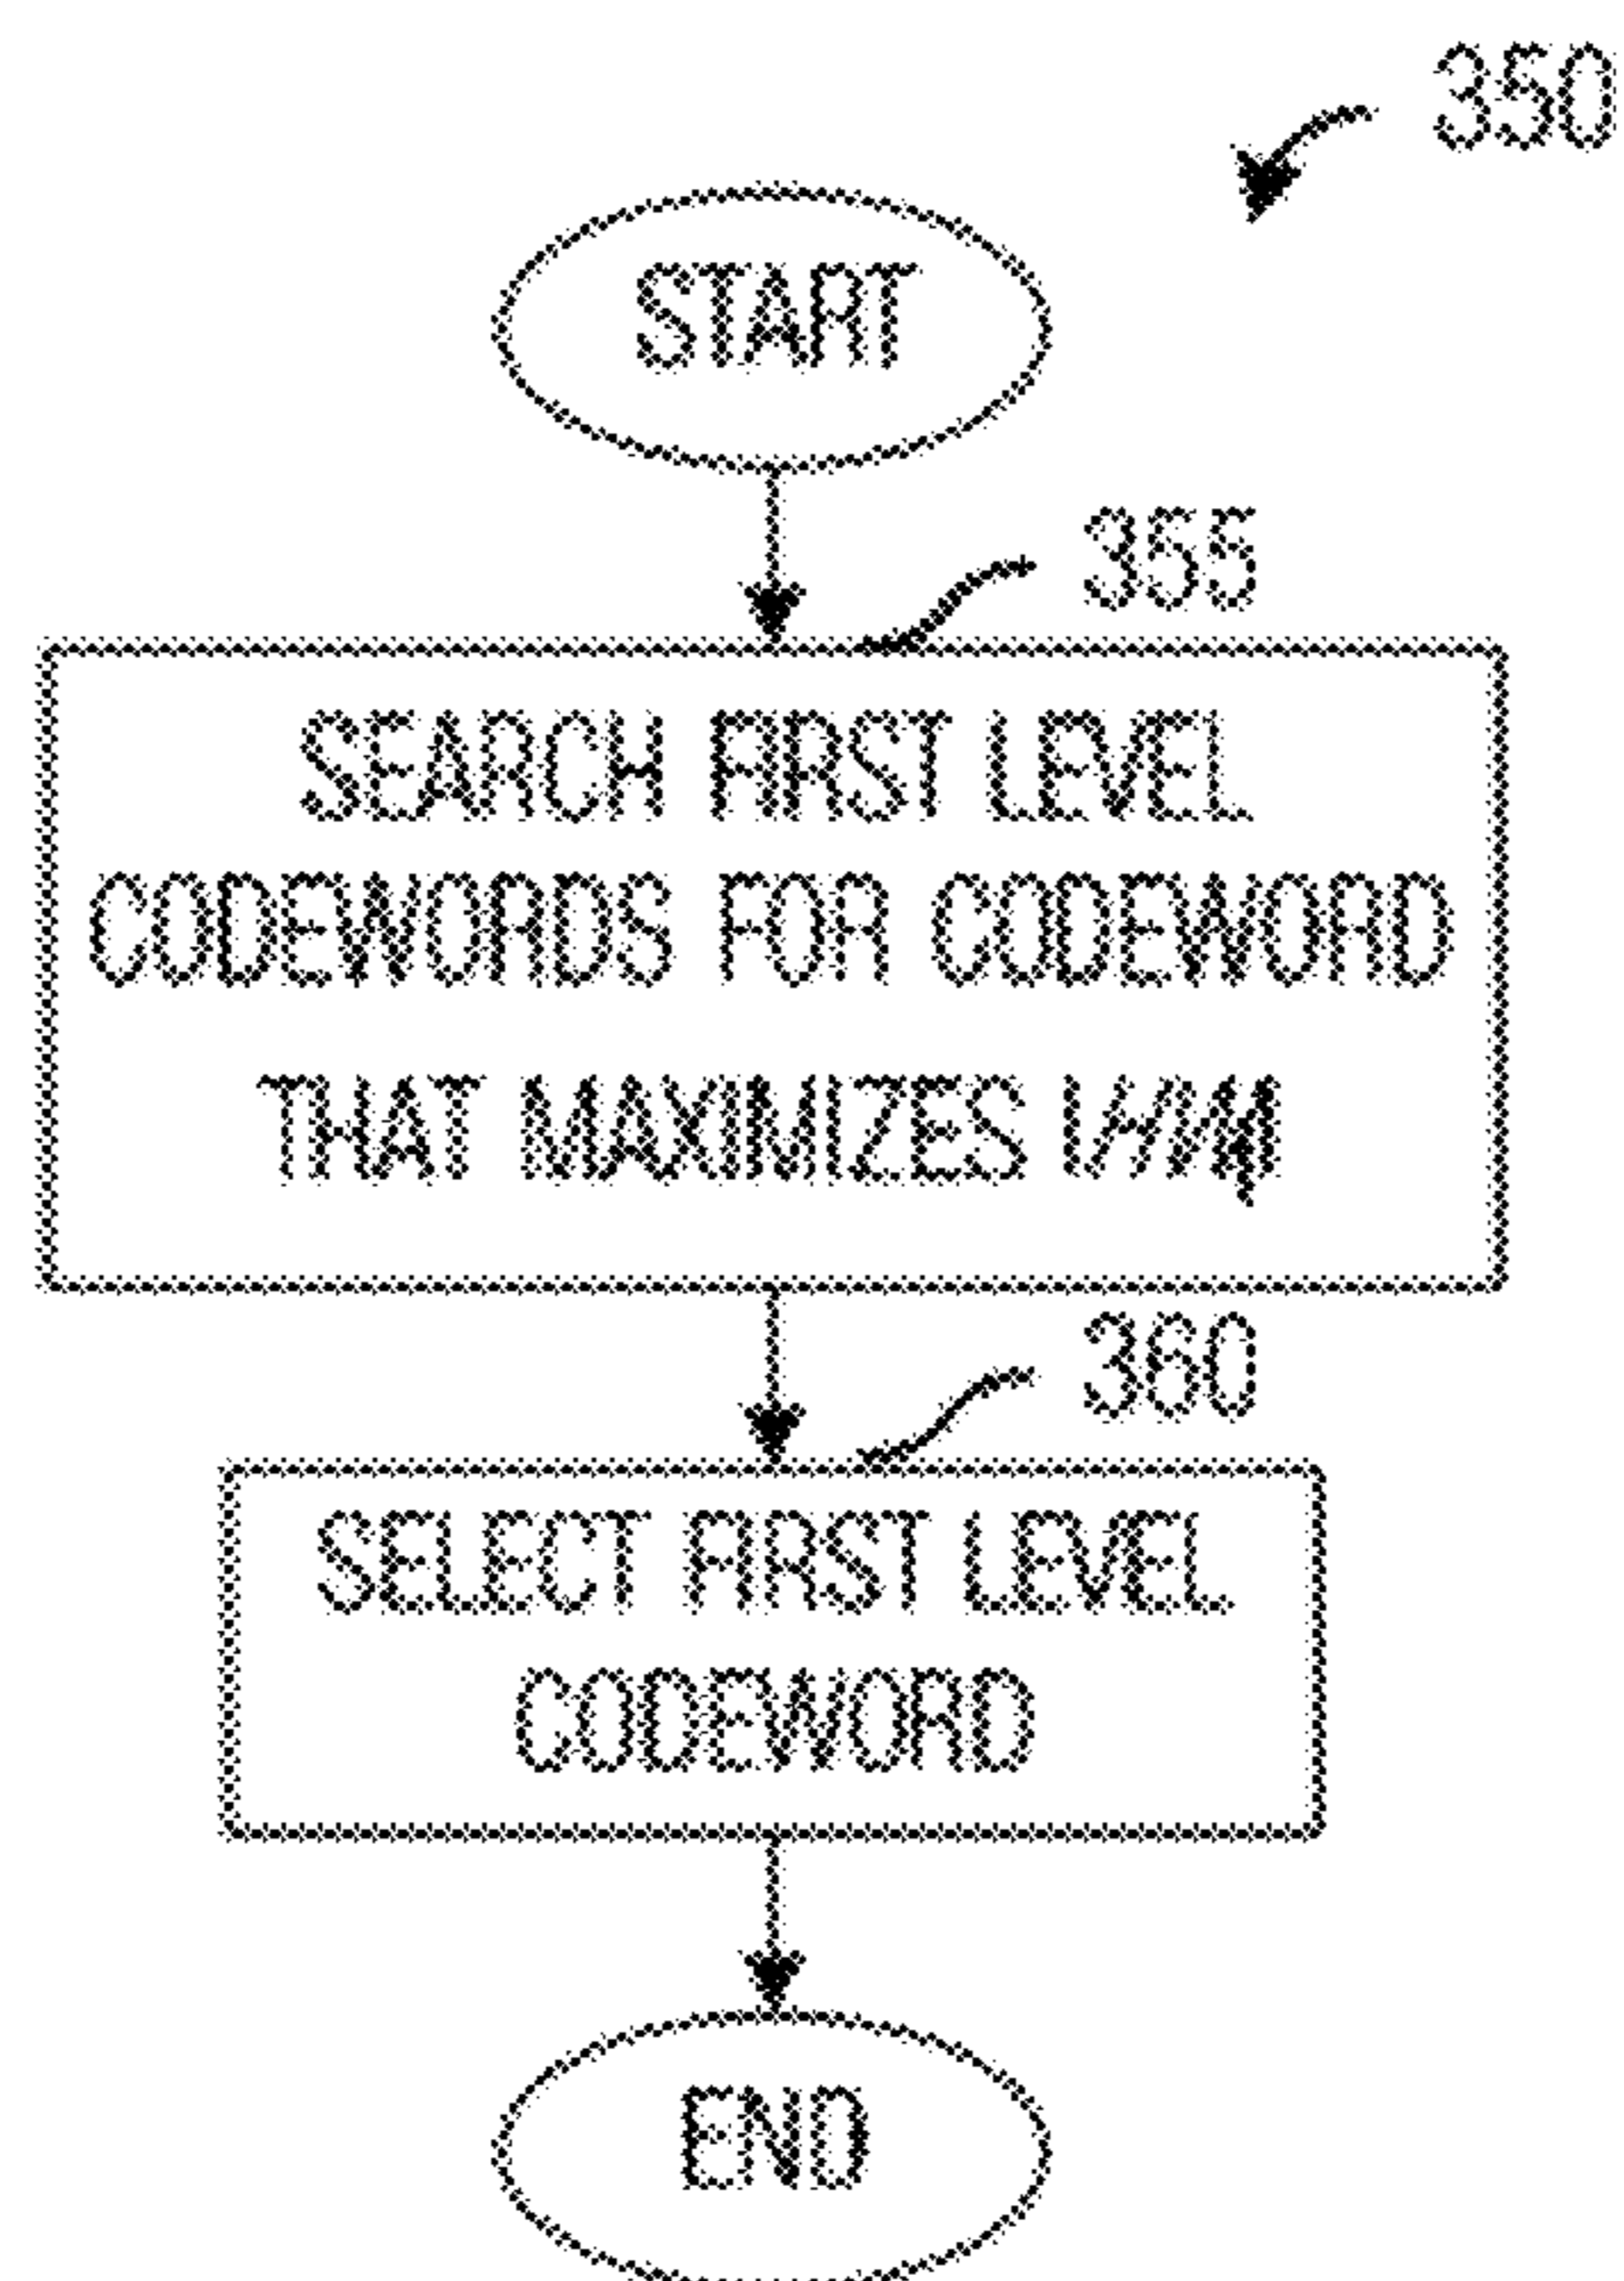 350
START
355
SEARCH FIRST LEVEL
CODEWORDS FOR CODEWORD
THAT MAXIMIZES
360
SELECT FIRST LEVEL
CODEWORD
END